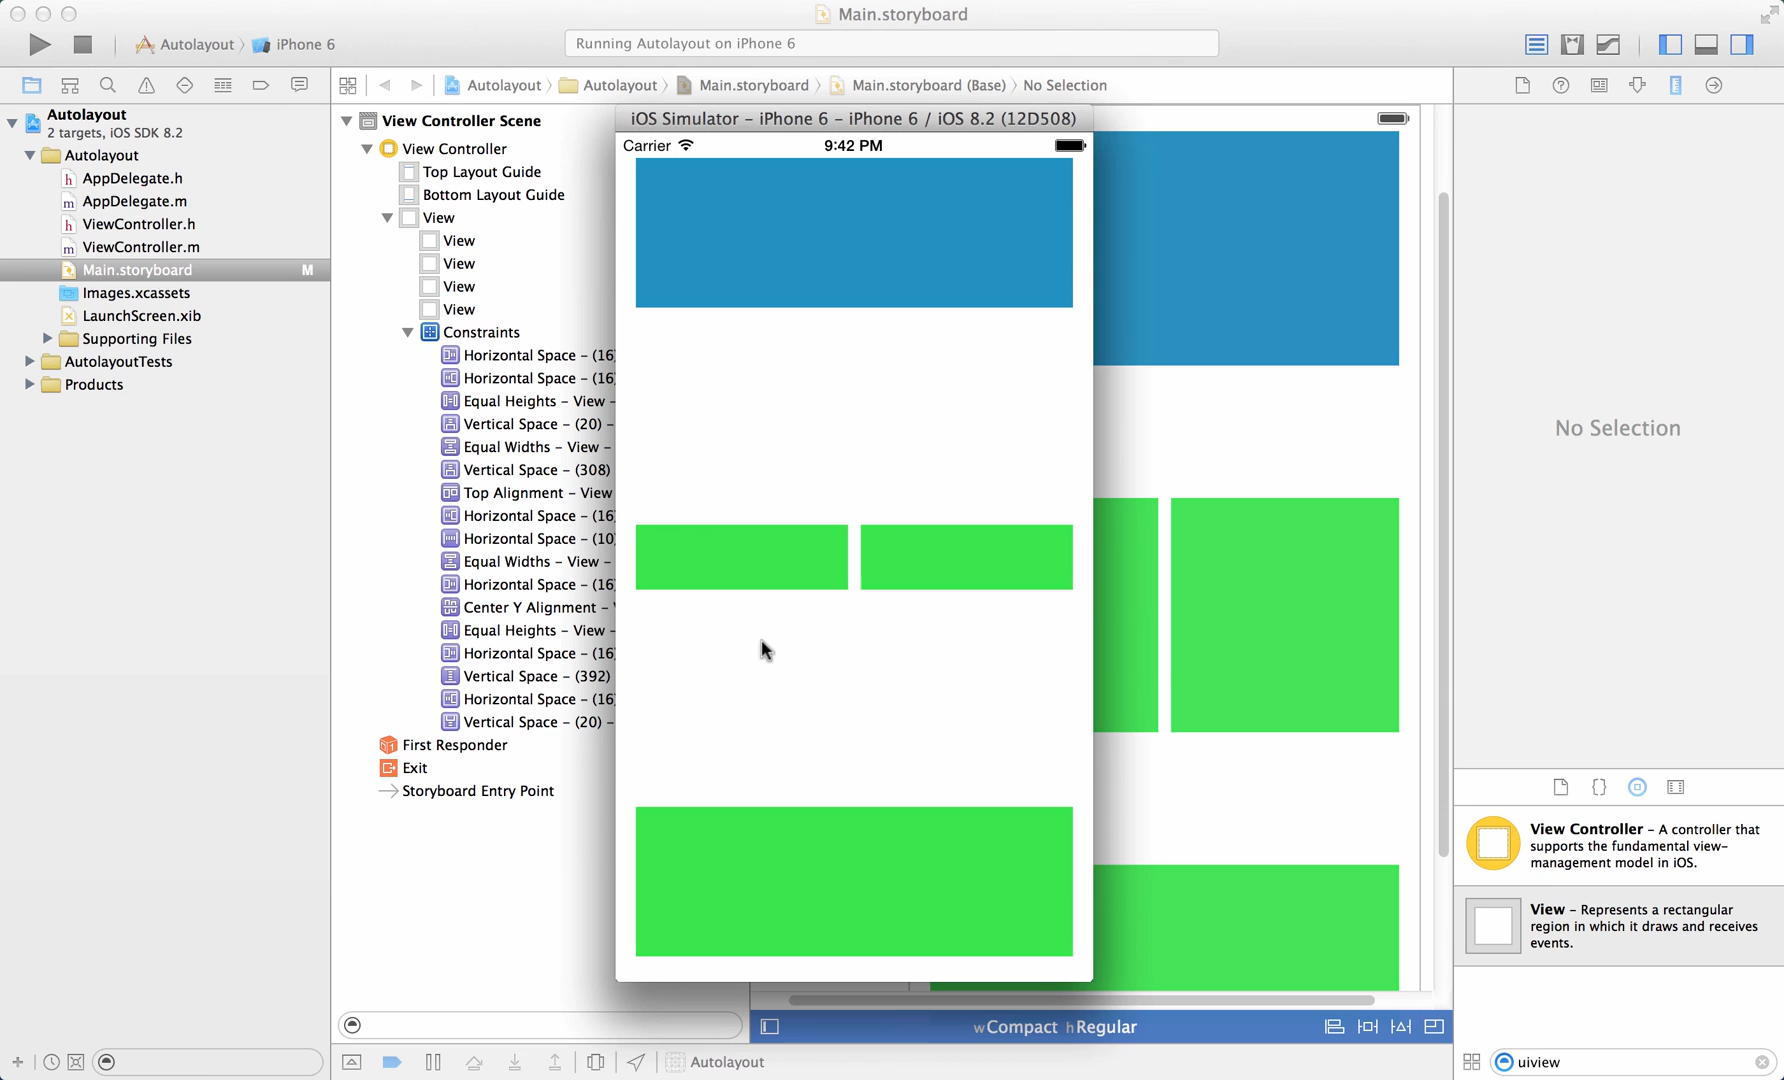 Main.storyboard
Autolayout iPhone 6
Running Autolayout on iPhone 6
Autolayout Autolayout Main.storyboard Main.storyboard (Base) No Selection
Autolayout
2 targets, iOS SDK 8.2
Autolayout
h AppDelegate.h
m AppDelegate.m
h ViewController.h
m ViewController.m
Main.storyboard M
Images.xcassets
LaunchScreen.xib
Supporting Files
AutolayoutTests
Products
View Controller Scene
View Controller
Top Layout Guide
Bottom Layout Guide
View
View
View
View
View
Constraints
Horizontal Space - (16)
Horizontal Space - (16)
Equal Heights - View -
Vertical Space - (20) -
Equal Widths - View -
Vertical Space - (308)
Top Alignment - View
Horizontal Space - (16)
Horizontal Space - (10)
Equal Widths - View -
Horizontal Space - (16)
Center Y Alignment -
Equal Heights - View -
Horizontal Space - (16)
Vertical Space - (392)
Horizontal Space - (16)
Vertical Space - (20) -
First Responder
Exit
Storyboard Entry Point
iOS Simulator - iPhone 6 - iPhone 6 / iOS 8.2 (12D508)
Carrier 9:42 PM
wCompact hRegular
Autolayout
No Selection
View Controller - A controller that
supports the fundamental view-
management model in iOS.
View - Represents a rectangular
region in which it draws and receives
events.
uiview